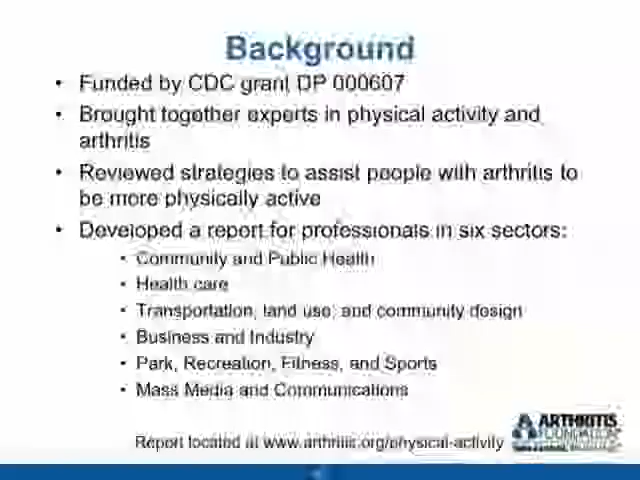 Background
• Funded by CDC grant DP 000607
• Brought together experts in physical activity and
arthritis
• Reviewed strategies to assist people with arthritis to
be more physically active
• Developed a report for professionals in six sectors:
• Community and Public Health
• Health care
• Transportation, land use, and community design
• Business and Industry
• Park, Recreation, Fitness, and Sports
• Mass Media and Communications
Report located at www.arthritis.org/physical-activity
ARTHRITIS
FOUNDATION